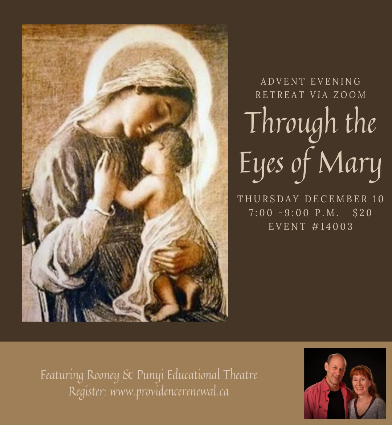 ADVENT EVENING
RETREAT VIA ZOOM
Through the
Eyes of Mary
THURSDAY DECEMBER 10
7:00 -9:00 P.M. $20
EVENT #14003
Featuring Rooney & Punyi Educational Theatre
Register: www.providencerenewal.ca